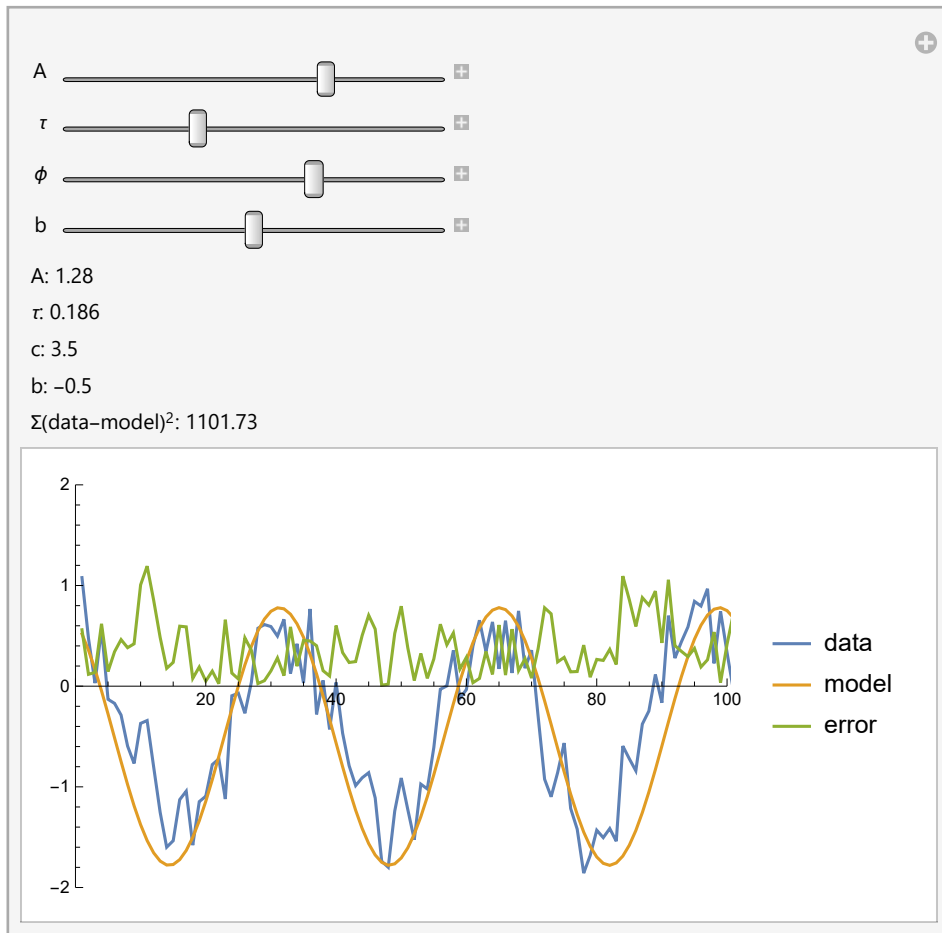 A
τ
ϕ
b
A: 1.28
τ: 0.186
c: 3.5
b: −0.5
Σ(data−model)²: 1101.73
2
1
0
20 40 60 80 100
−1
−2
data
model
error